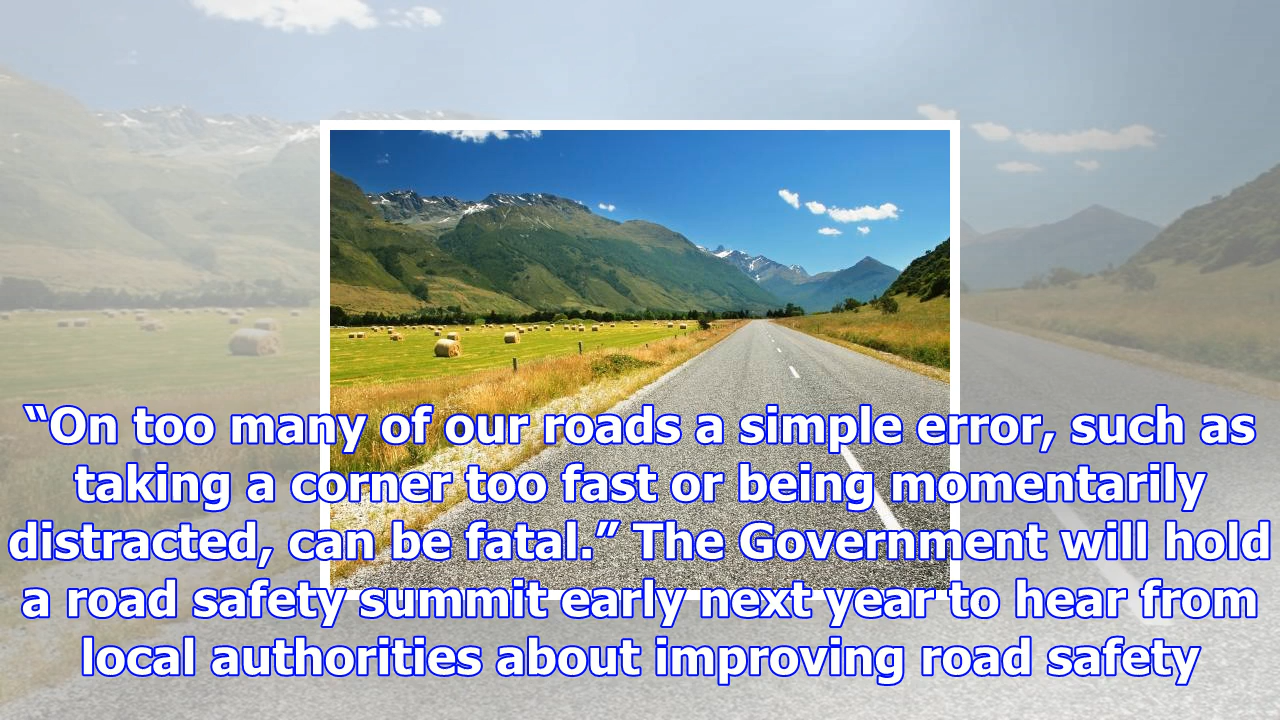 “On too many of our roads a simple error, such as
taking a corner too fast or being momentarily
distracted, can be fatal.” The Government will hold
a road safety summit early next year to hear from
local authorities about improving road safety